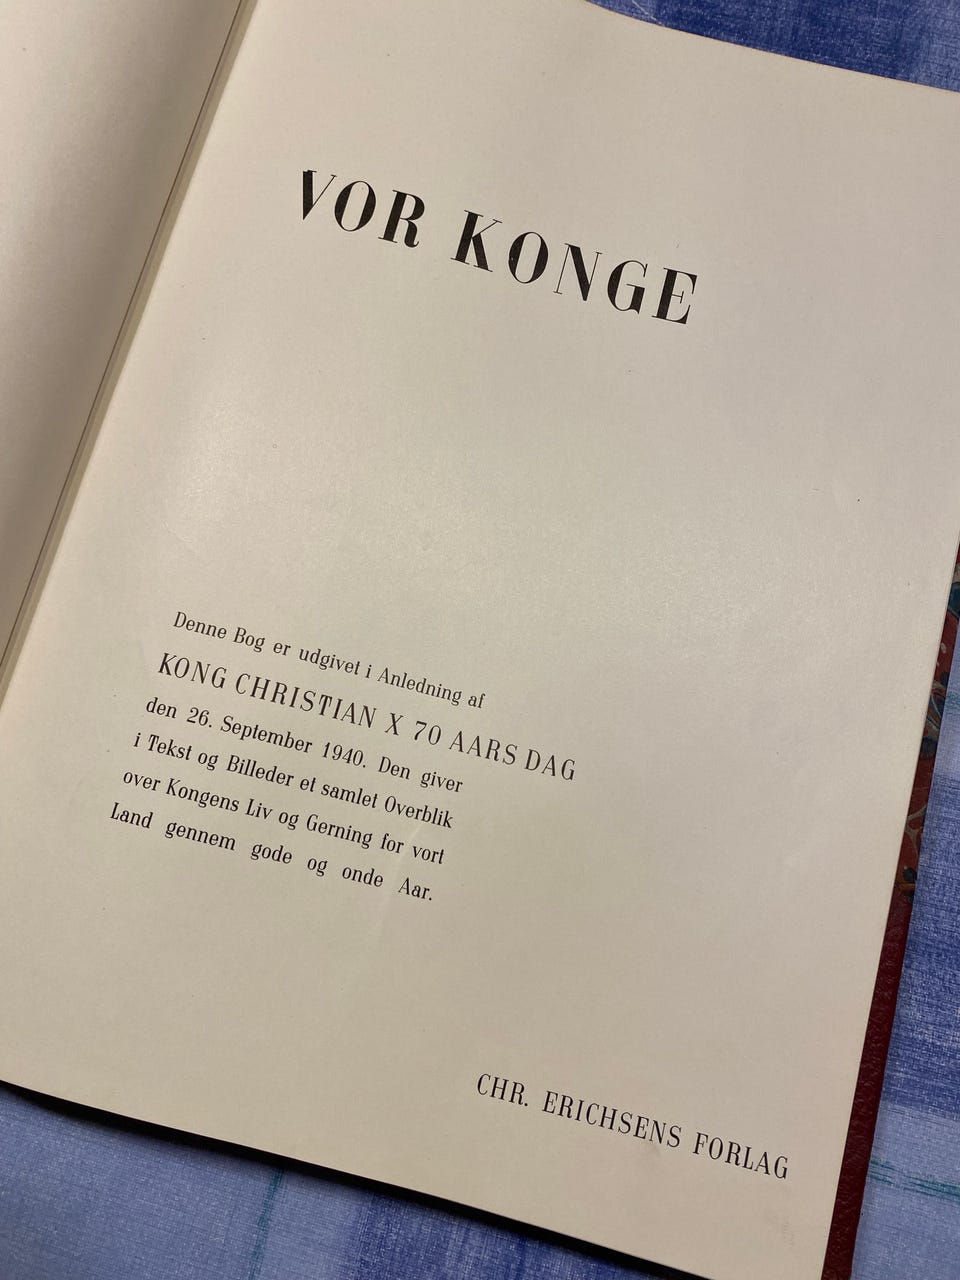 VOR KONGE
Denne Bog er udgivet i Anledning af
KONG CHRISTIAN X 70 AARS DAG
den 26. September 1940. Den giver
i Tekst og Billeder et samlet Overblik
over Kongens Liv og Gerning for vort
Land gennem gode og onde Aar.
CHR. ERICHSENS FORLAG